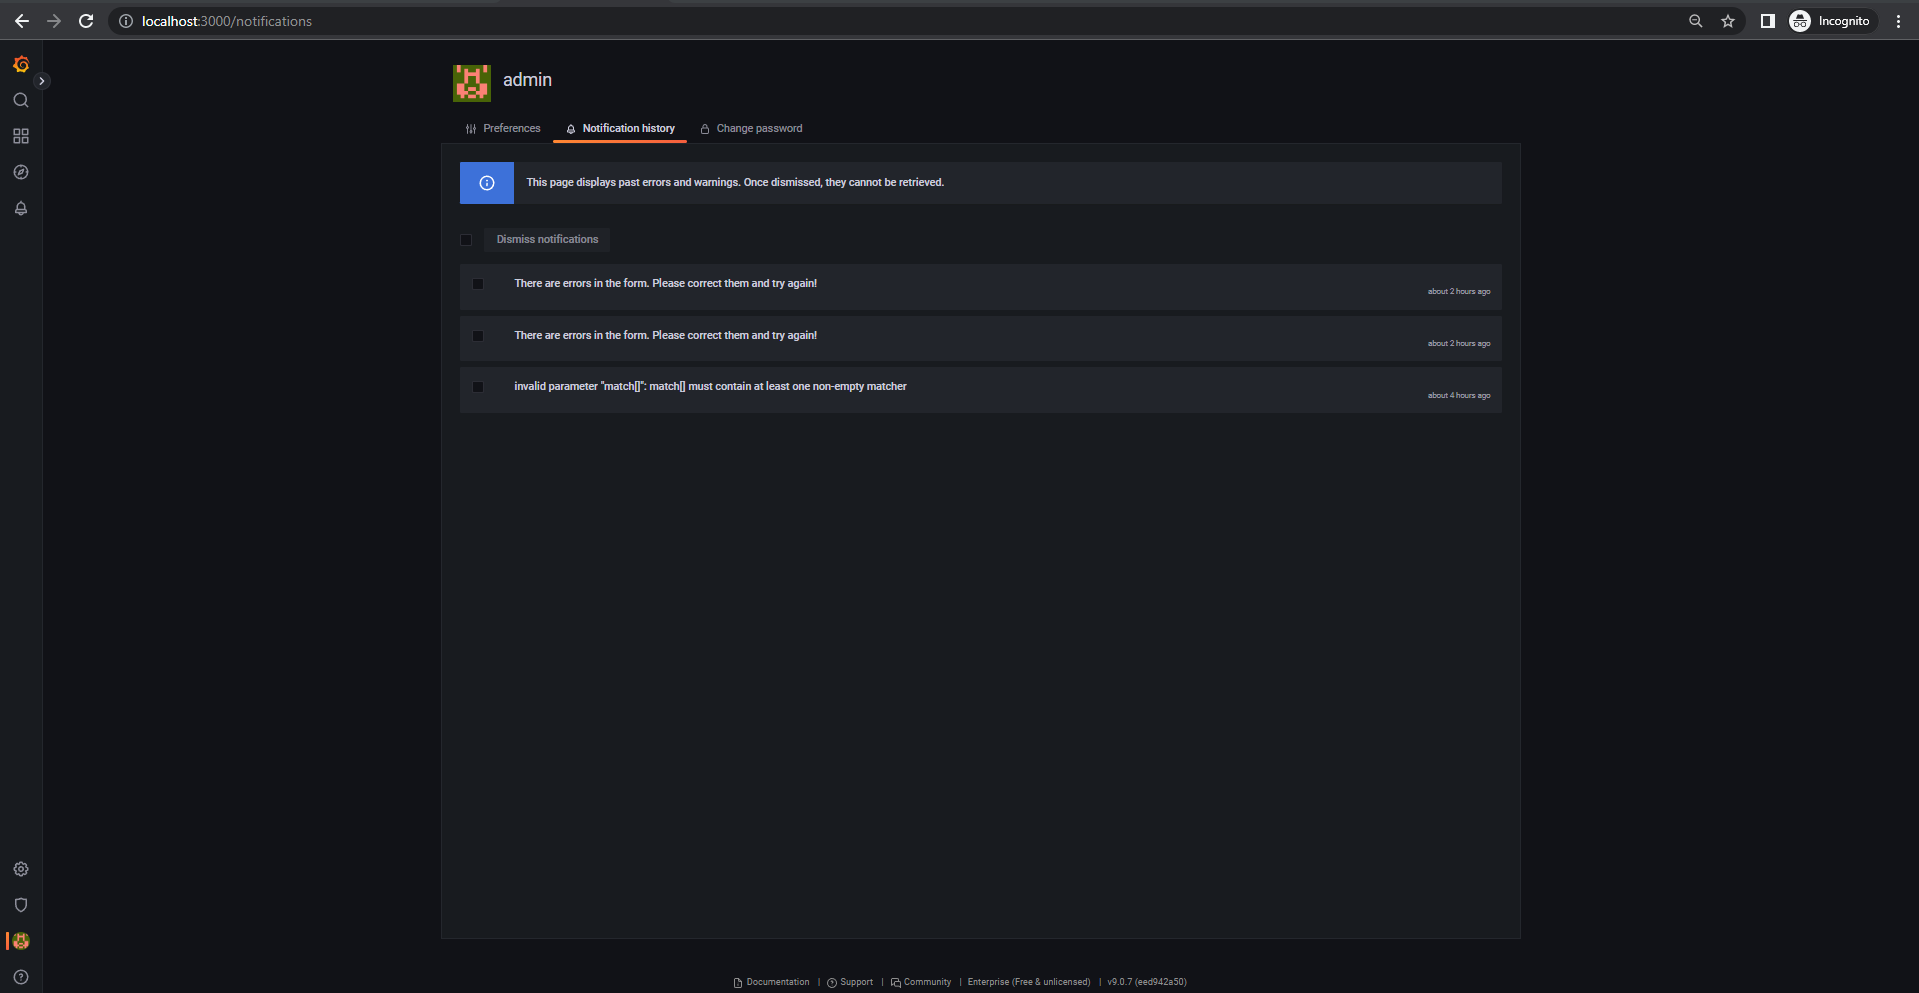 localhost:3000/notifications
Incognito
admin
Preferences
Notification history
Change password
This page displays past errors and warnings. Once dismissed, they cannot be retrieved.
Dismiss notifications
There are errors in the form. Please correct them and try again!
about 2 hours ago
There are errors in the form. Please correct them and try again!
about 2 hours ago
invalid parameter "match[]": match[] must contain at least one non-empty matcher
about 4 hours ago
Documentation | Support | Community | Enterprise (Free & unlicensed) | v9.0.7 (eed942a50)